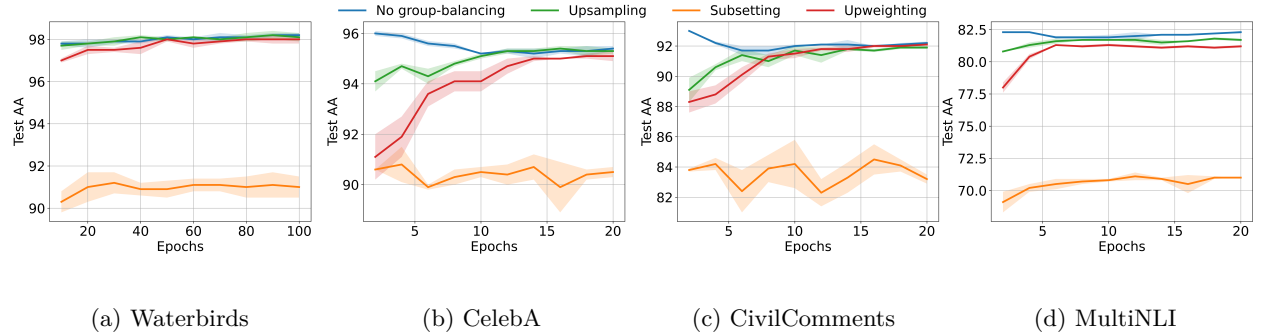 No group-balancing Upsampling Subsetting Upweighting
98
96
94
92
90
Test AA
20 40 60 80 100
Epochs
96
94
92
90
Test AA
5 10 15 20
Epochs
92
90
88
86
84
82
Test AA
5 10 15 20
Epochs
82.5
80.0
77.5
75.0
72.5
70.0
Test AA
5 10 15 20
Epochs
(a) Waterbirds (b) CelebA (c) CivilComments (d) MultiNLI